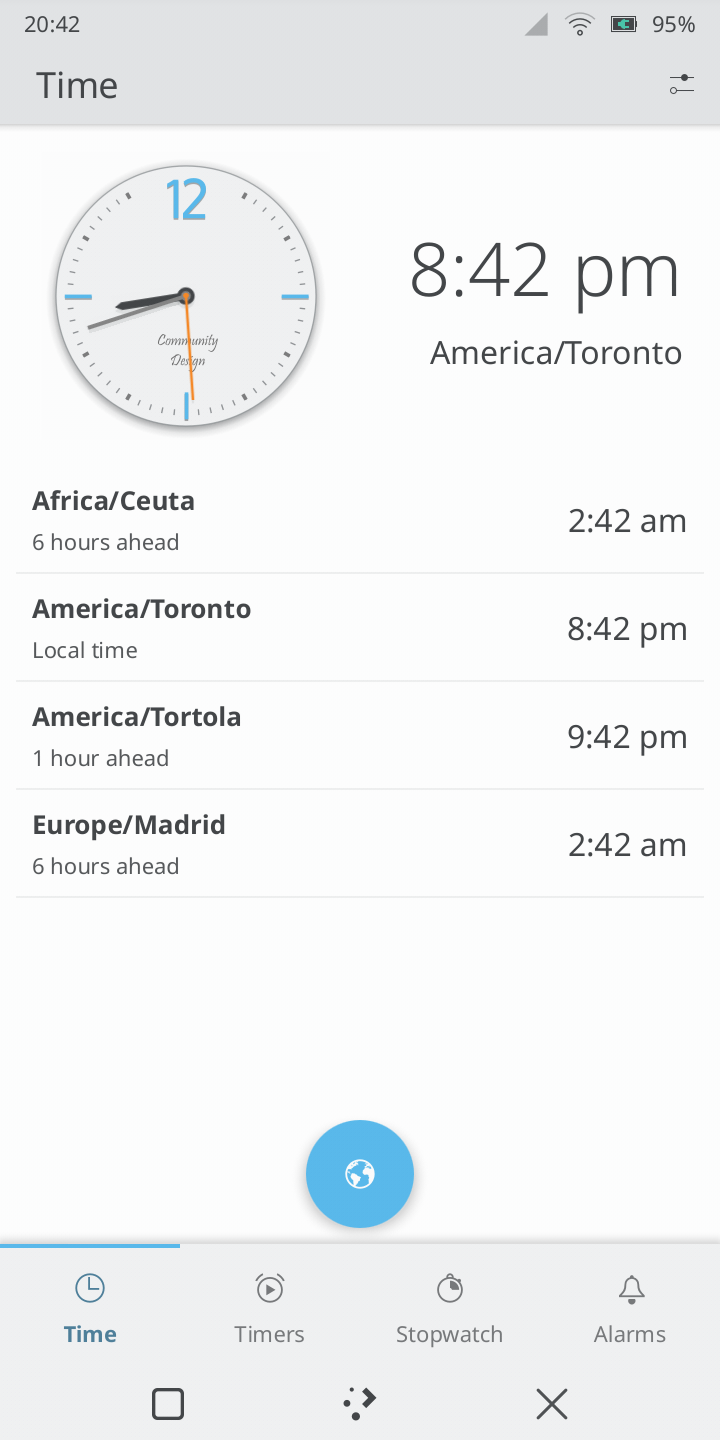 20:42 95%
Time
12
Community
Design
8:42 pm
America/Toronto
Africa/Ceuta
6 hours ahead
2:42 am
America/Toronto
Local time
8:42 pm
America/Tortola
1 hour ahead
9:42 pm
Europe/Madrid
6 hours ahead
2:42 am
Time Timers Stopwatch Alarms